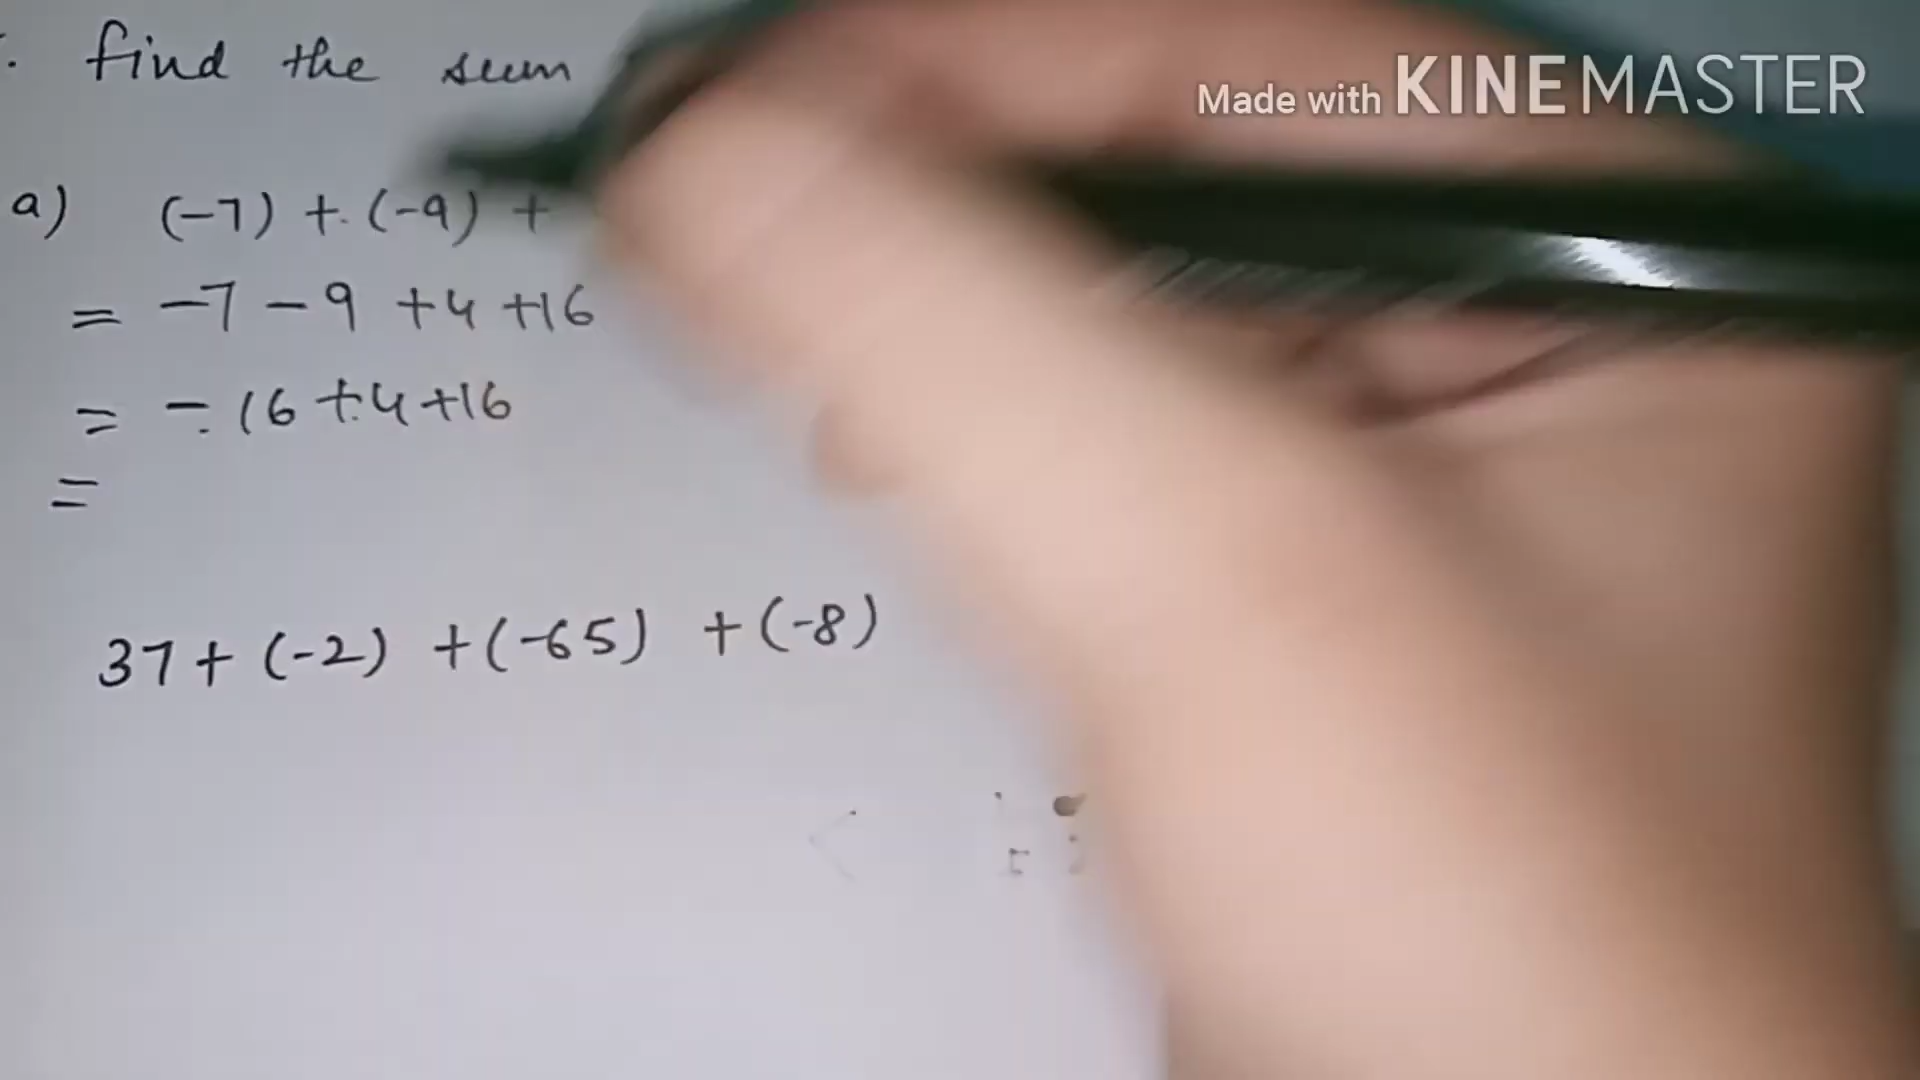 . find the sum
Made with KINEMASTER
a) (-7) + (-9) +
= -7 - 9 +4 +16
= -16 +4 +16
=
37 + (-2) + (-65) + (-8)